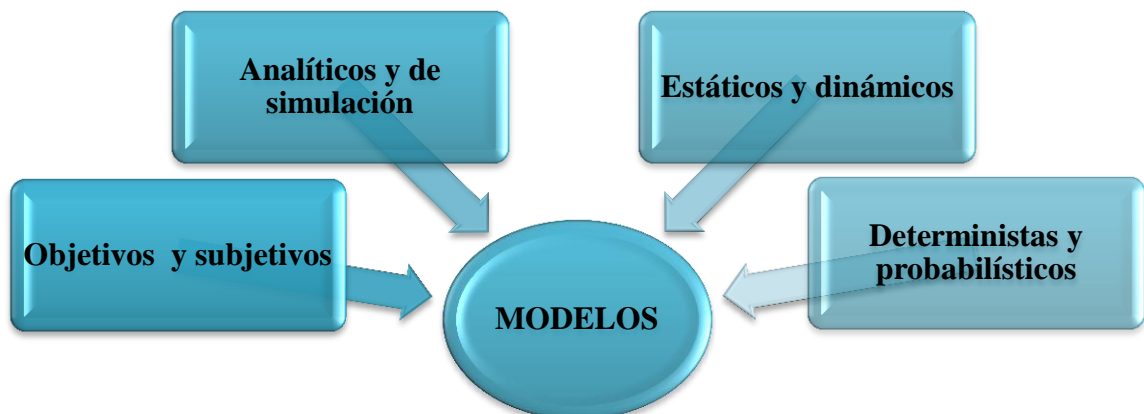 Analíticos y de
simulación
Estáticos y dinámicos
Objetivos y subjetivos
Deterministas y
probabilísticos
MODELOS